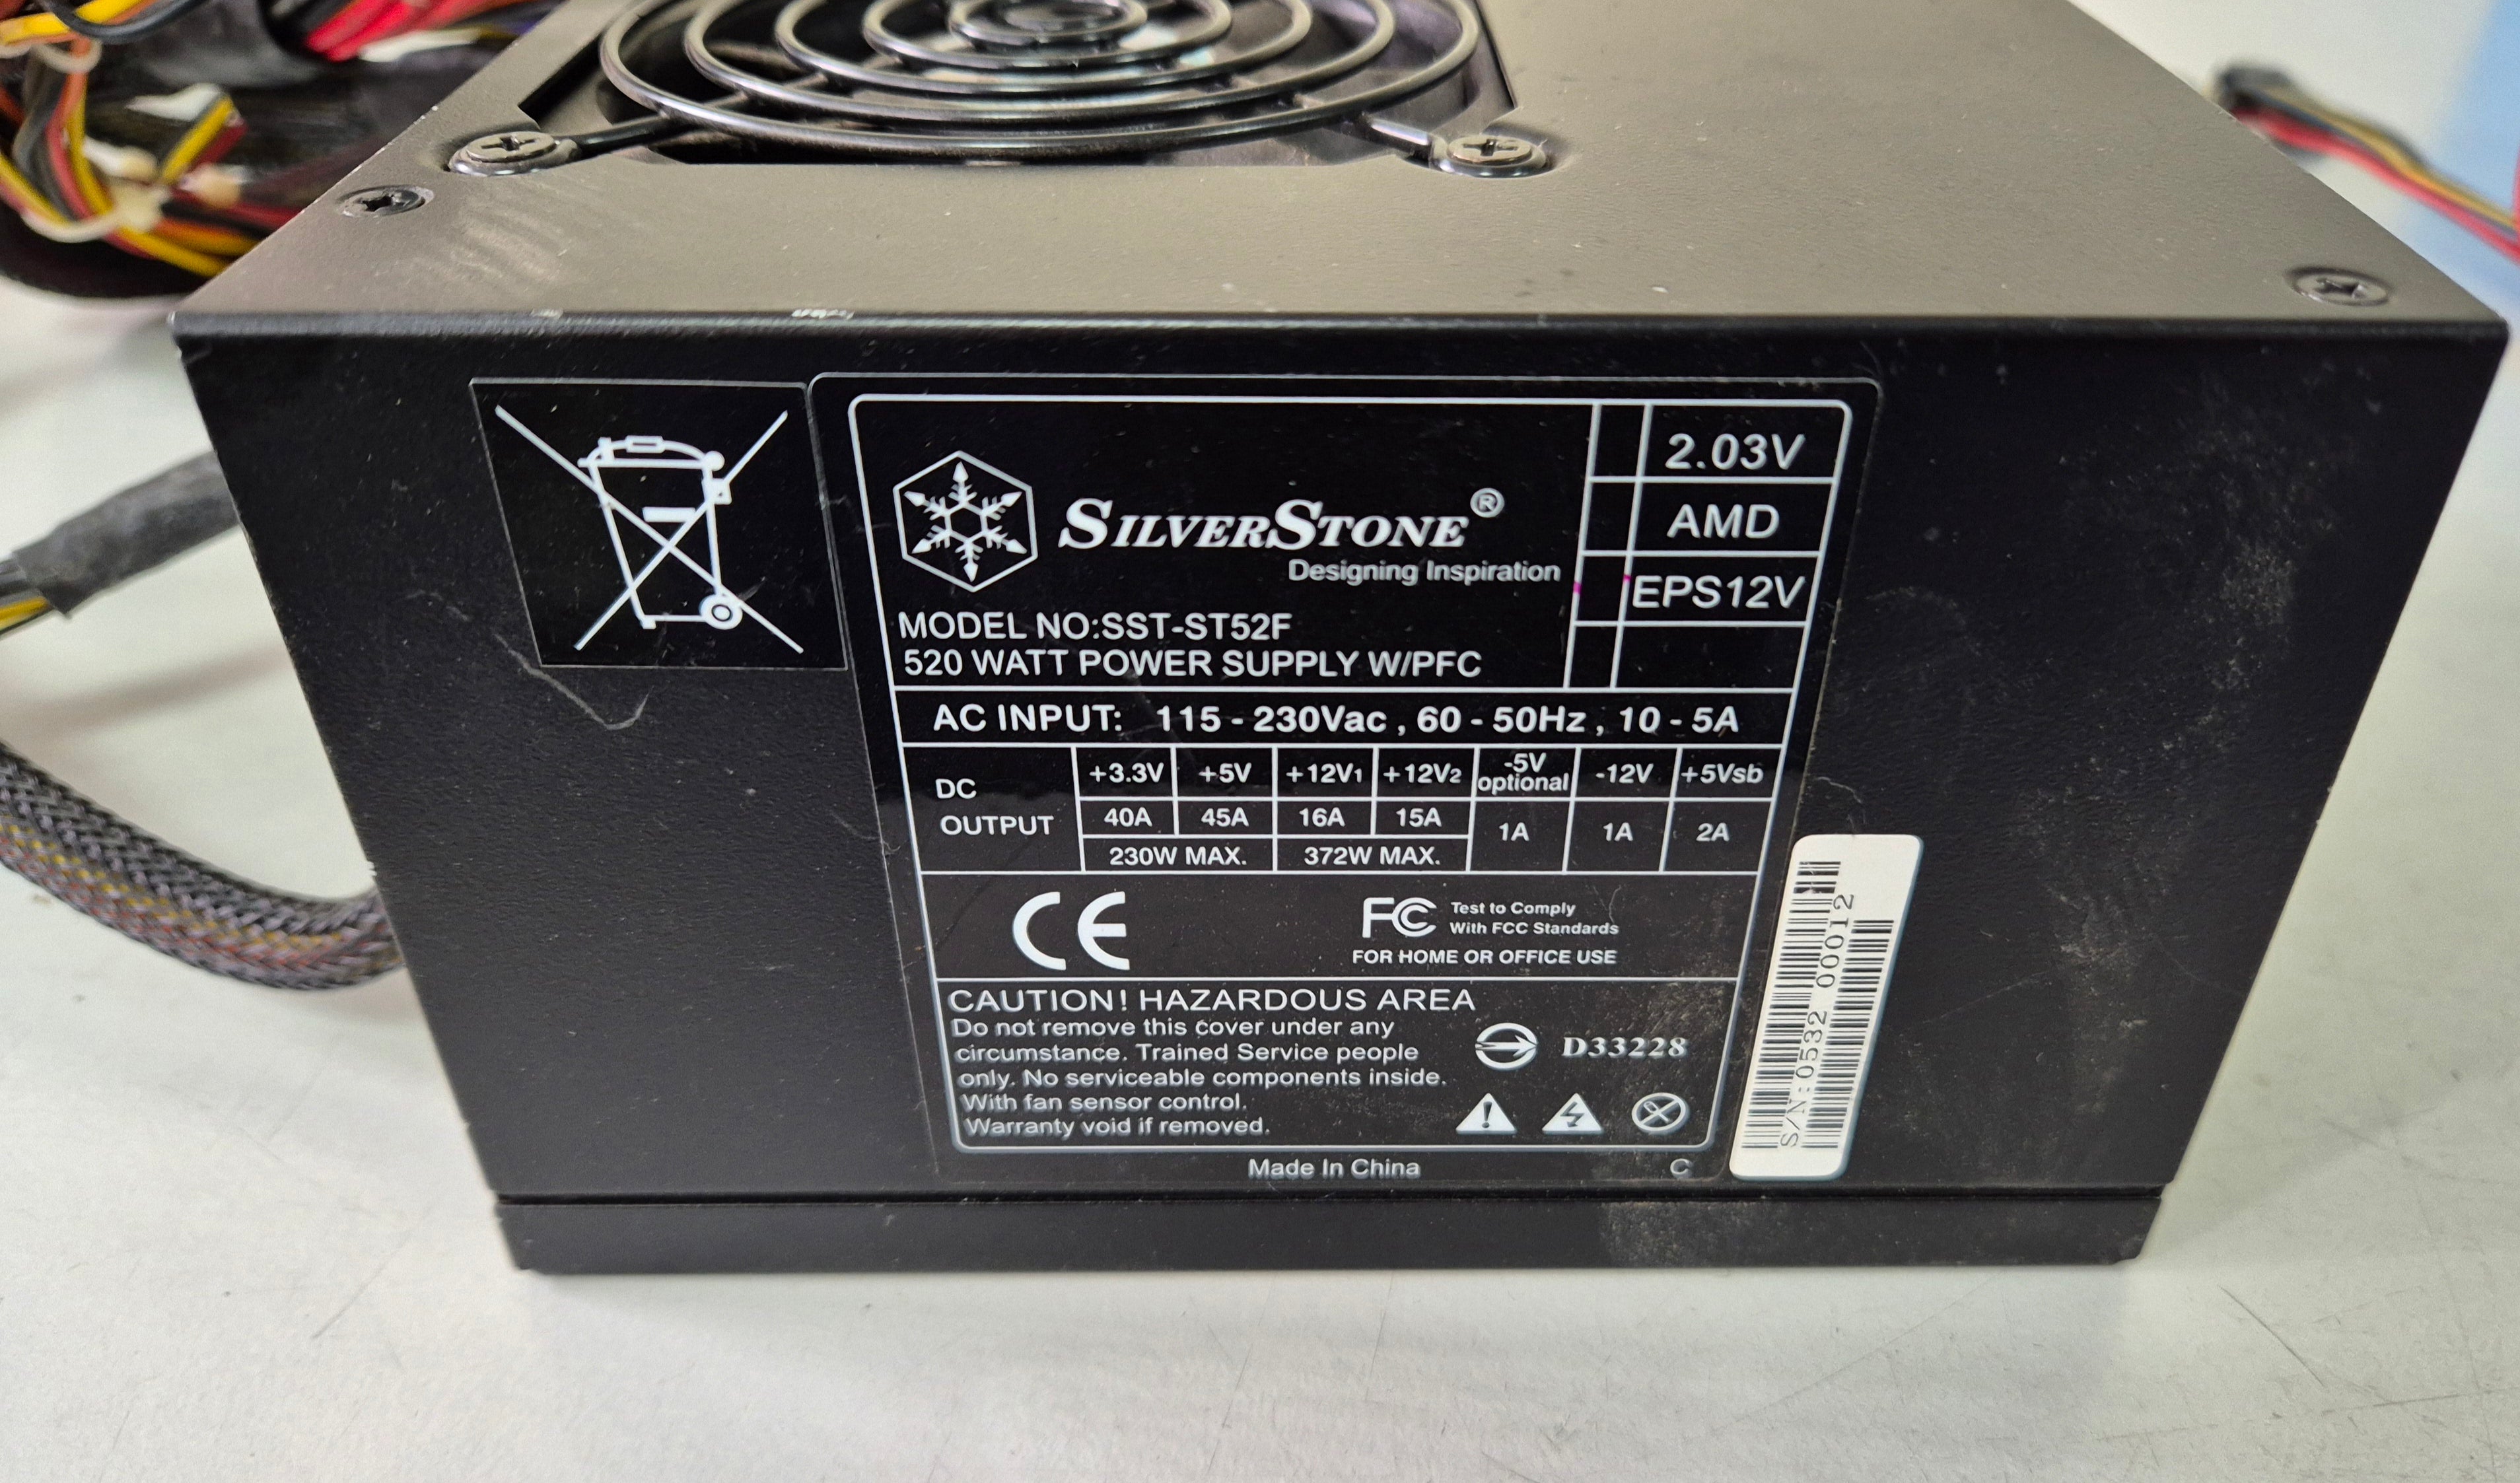 SILVERSTONE®
Designing Inspiration
MODEL NO:SST-ST52F
520 WATT POWER SUPPLY W/PFC
2.03V
AMD
EPS12V
AC INPUT: 115 - 230Vac , 60 - 50Hz , 10 - 5A
DC OUTPUT
+3.3V +5V +12V1 +12V2 -5V optional -12V +5Vsb
40A 45A 16A 15A 1A 1A 2A
230W MAX. 372W MAX.
CE
FC Test to Comply
With FCC Standards
FOR HOME OR OFFICE USE
CAUTION! HAZARDOUS AREA
Do not remove this cover under any
circumstance. Trained Service people
only. No serviceable components inside.
With fan sensor control.
Warranty void if removed.
D33228
Made In China C
S/N:0532 00012